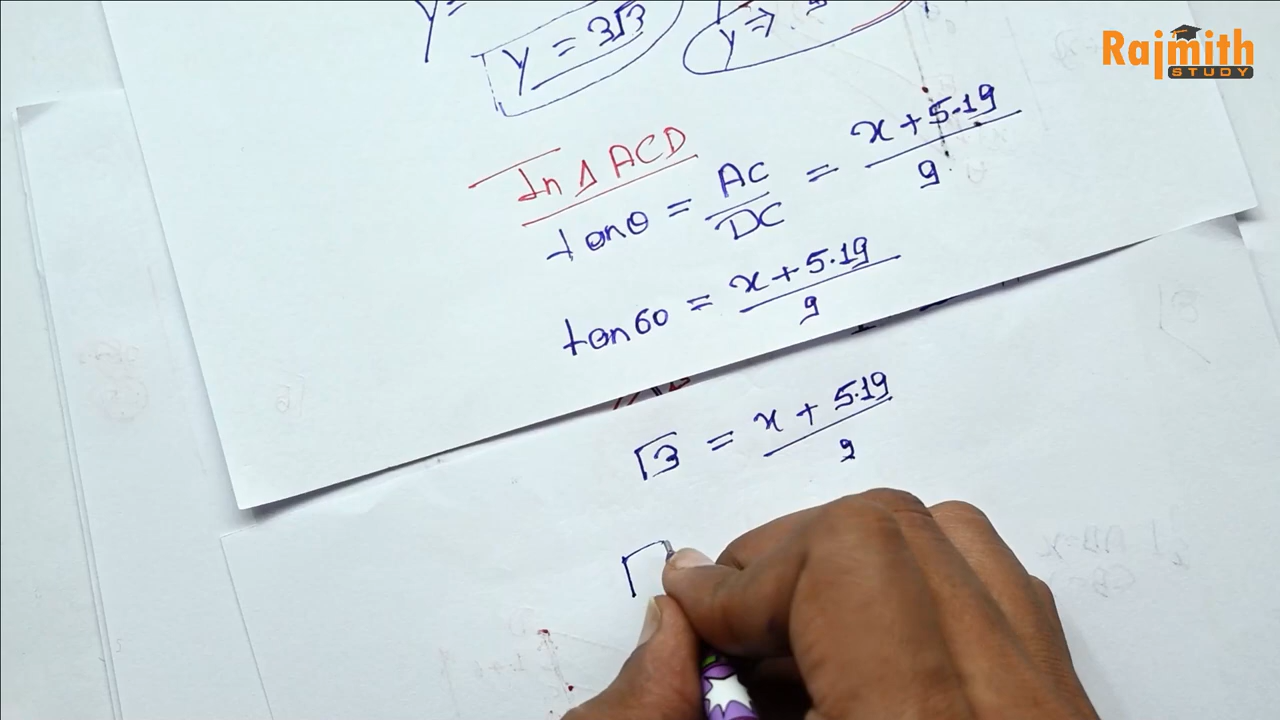 y=
y = 3√3
y ⇒
Rajmith
STUDY
In Δ ACD
tanθ = AC/DC = x + 5.19/9
tan60 = x + 5.19/9
√3 = x + 5.19/9
√